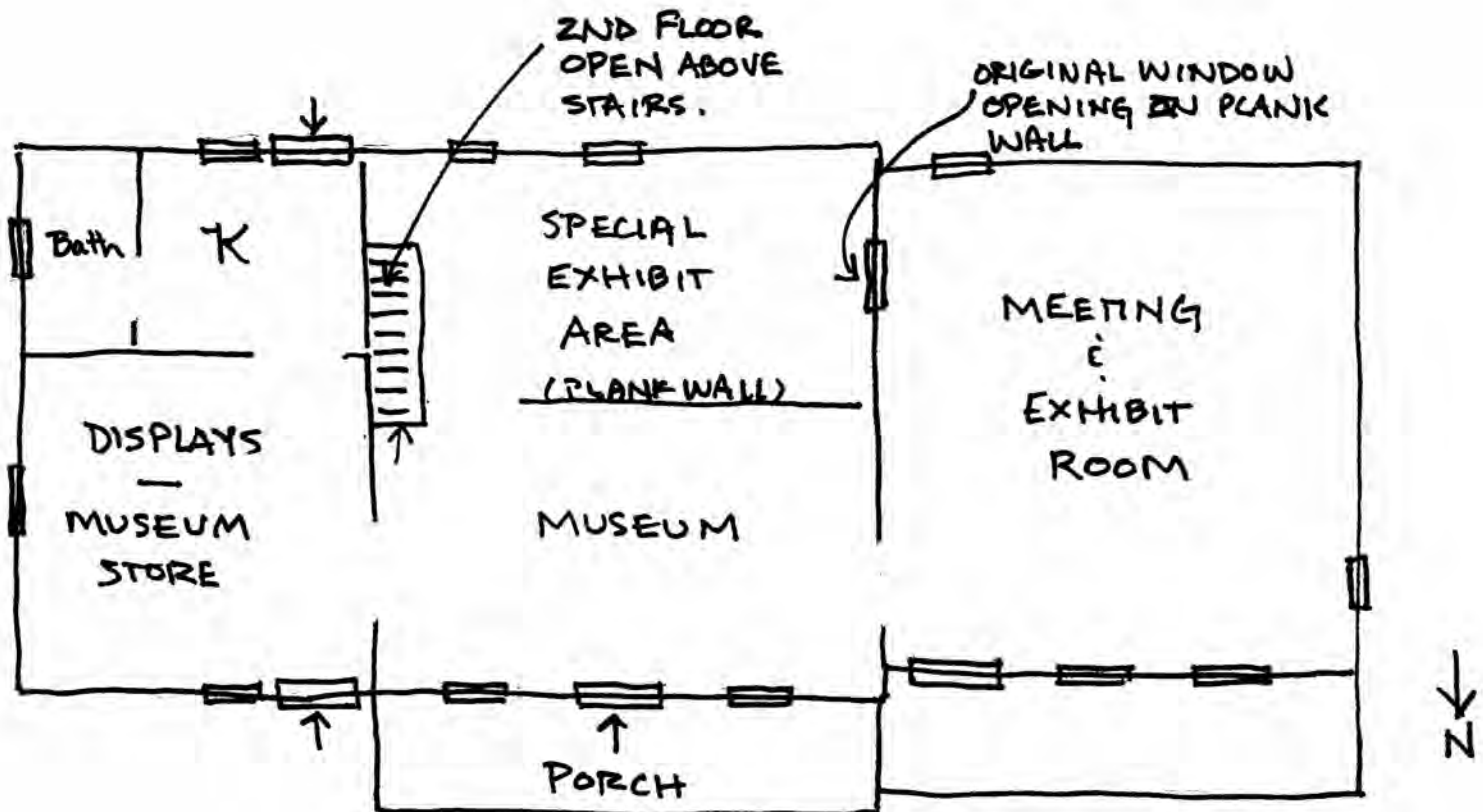 2ND FLOOR
OPEN ABOVE
STAIRS.
ORIGINAL WINDOW
OPENING IN PLANK
WALL
Bath
K
SPECIAL
EXHIBIT
AREA
(PLANK WALL)
MEETING
&
EXHIBIT
ROOM
DISPLAYS
—
MUSEUM
STORE
MUSEUM
PORCH
N